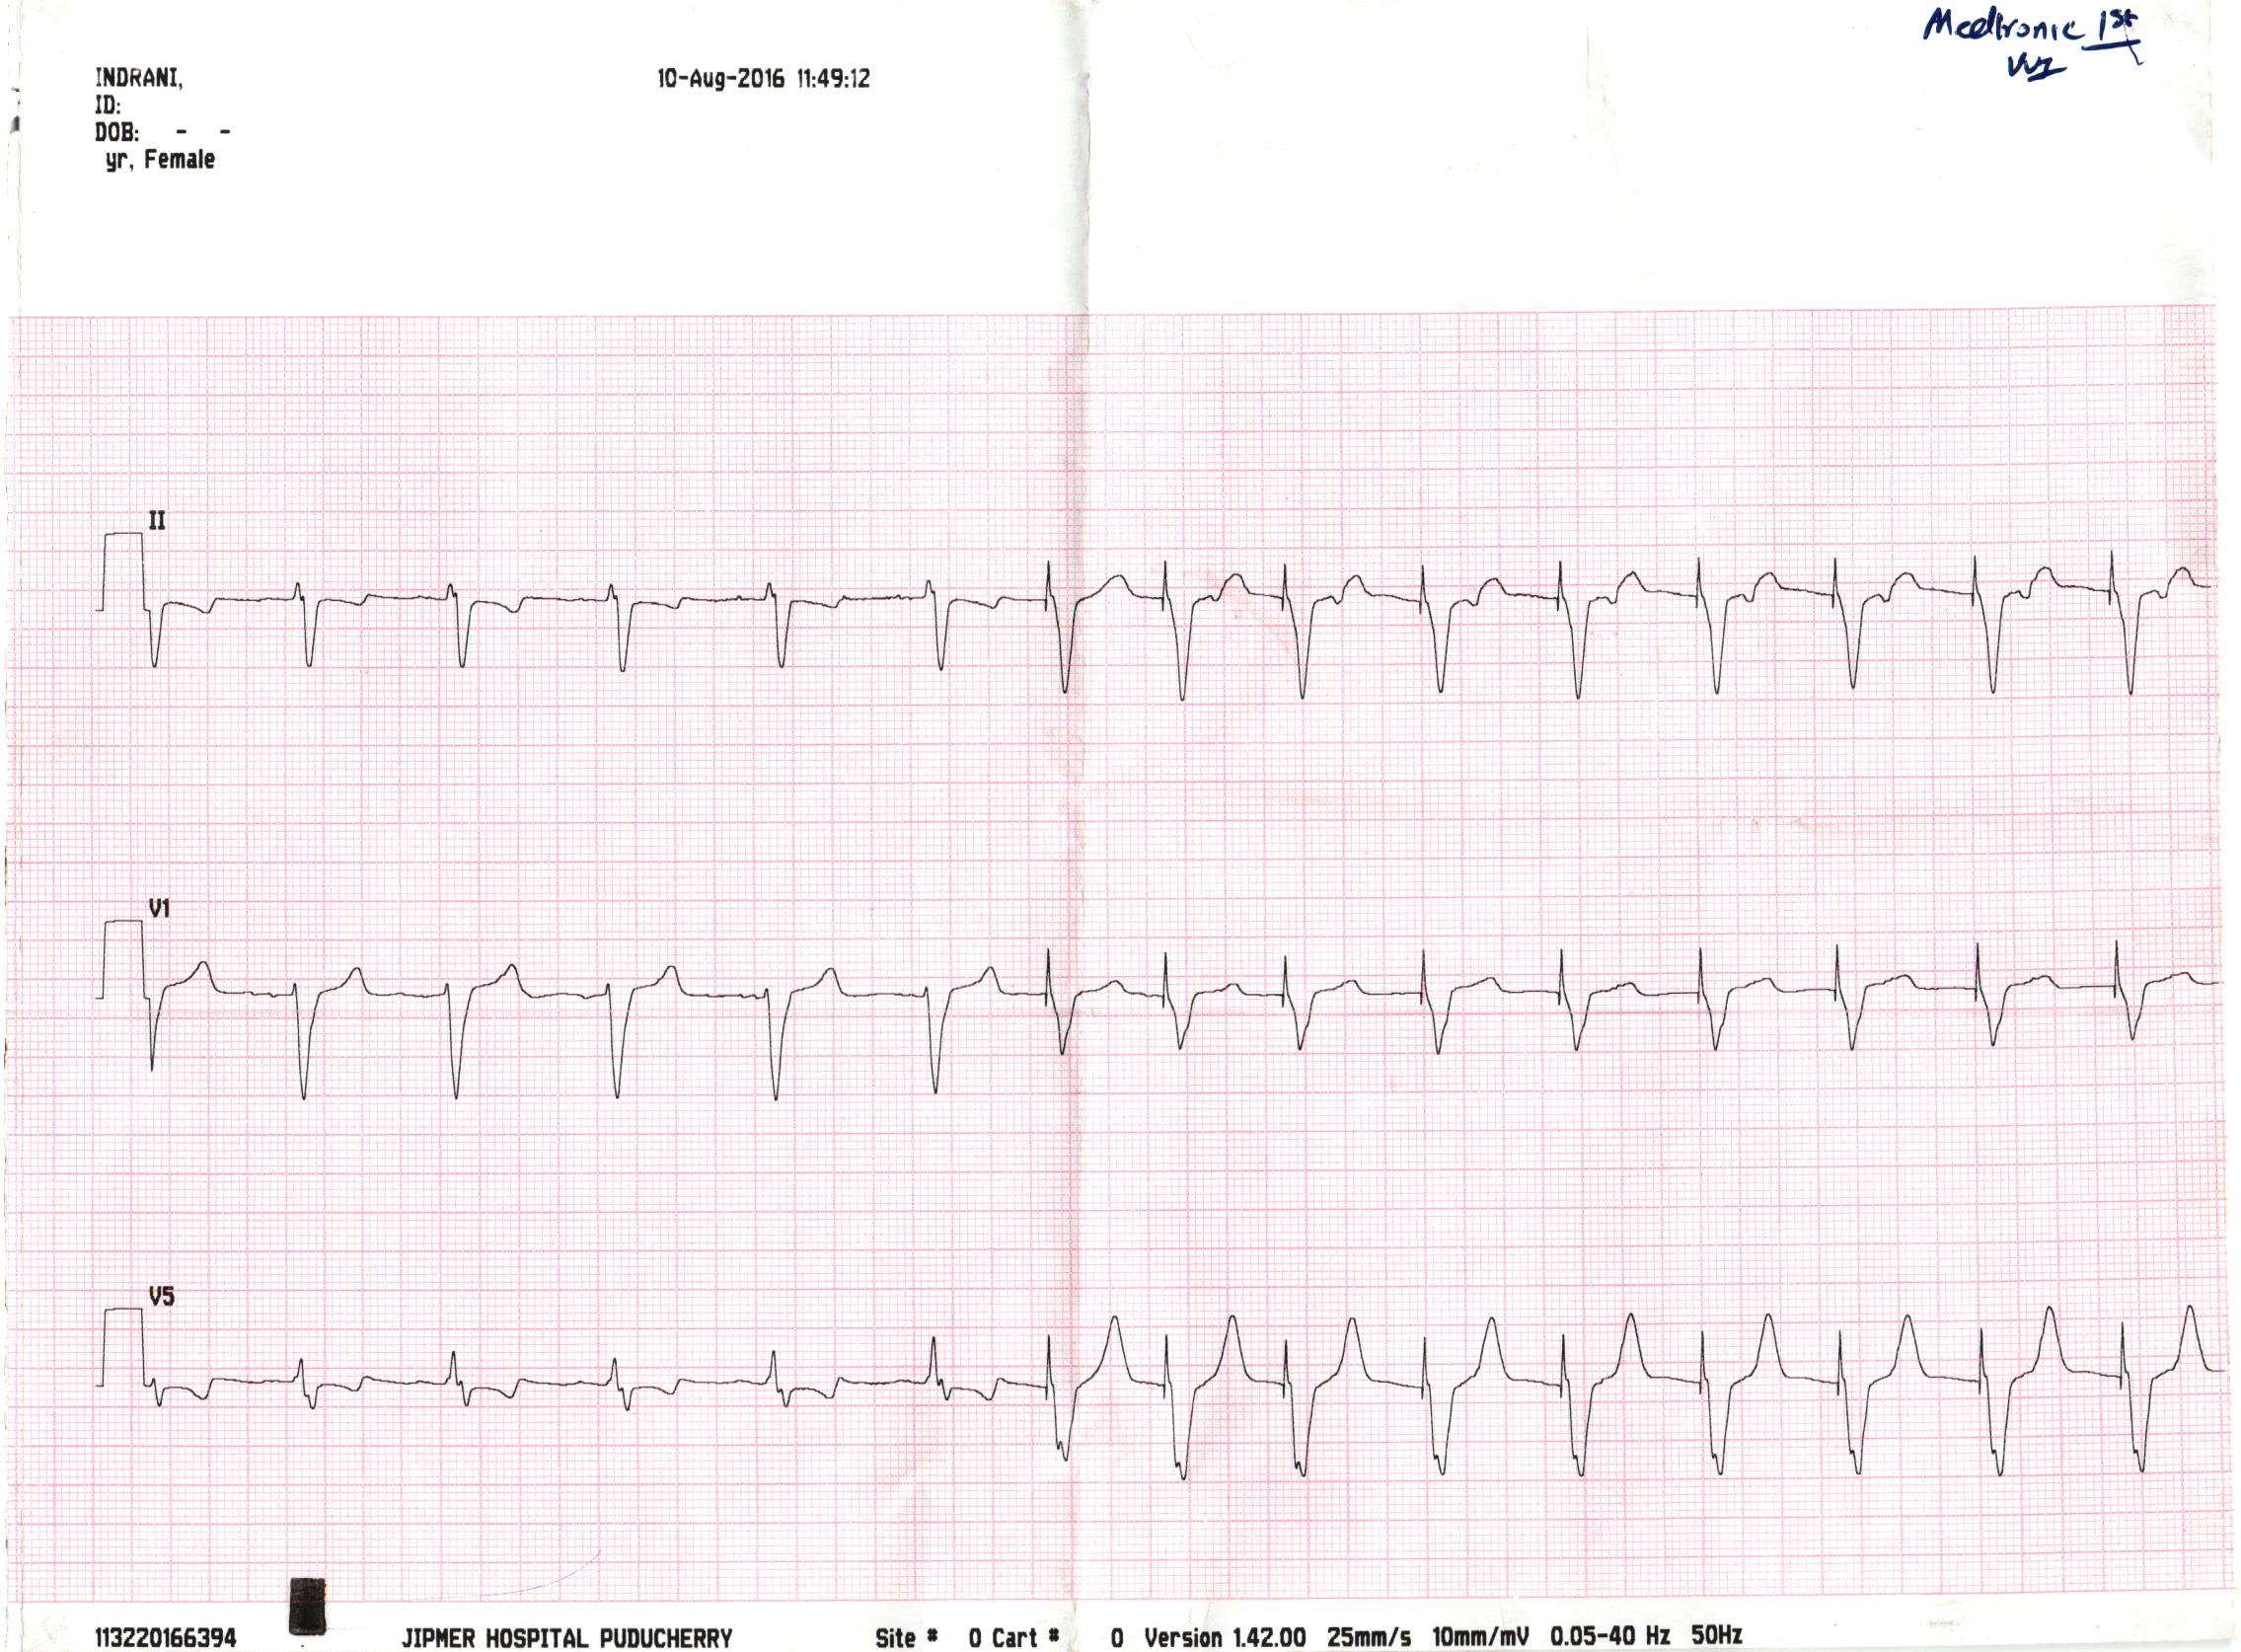 Medtronic 1st
VVI
INDRANI,
10-Aug-2016 11:49:12
ID:
DOB: - -
yr, Female
II
V1
V5
113220166394 JIPMER HOSPITAL PUDUCHERRY Site # 0 Cart # 0 Version 1.42.00 25mm/s 10mm/mV 0.05-40 Hz 50Hz